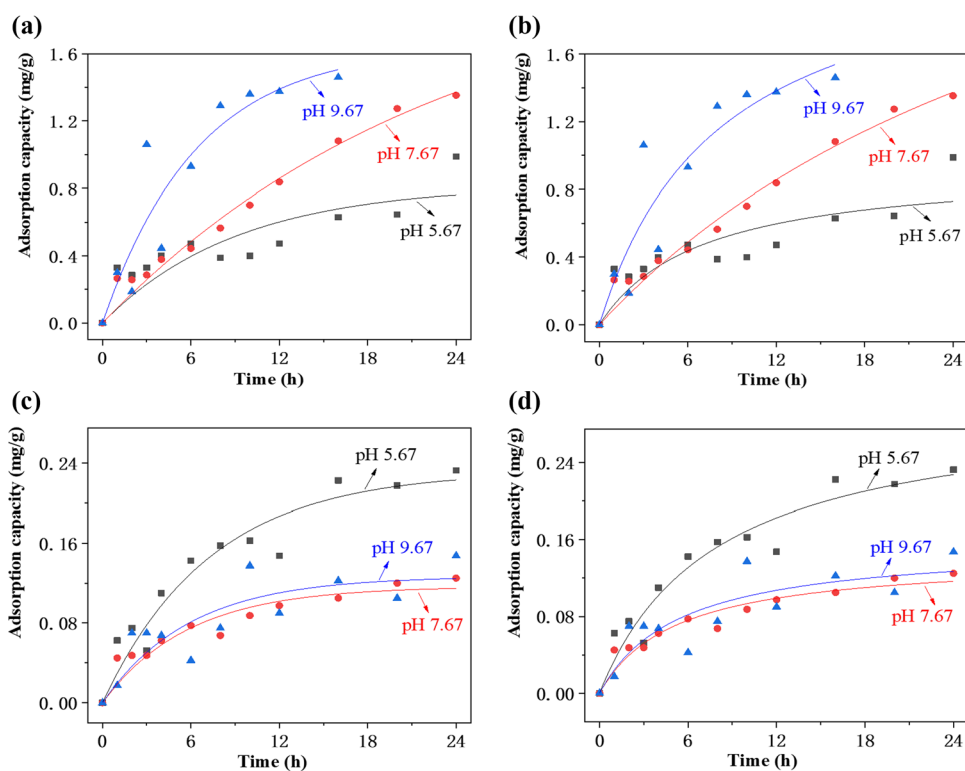 (a)
Adsorption capacity (mg/g)
1.6
1.2
0.8
0.4
0.0
pH 9.67
pH 7.67
pH 5.67
0 6 12 18 24
Time (h)
(b)
Adsorption capacity (mg/g)
1.6
1.2
0.8
0.4
0.0
pH 9.67
pH 7.67
pH 5.67
0 6 12 18 24
Time (h)
(c)
Adsorption capacity (mg/g)
0.24
0.16
0.08
0.00
pH 5.67
pH 9.67
pH 7.67
0 6 12 18 24
Time (h)
(d)
Adsorption capacity (mg/g)
0.24
0.16
0.08
0.00
pH 5.67
pH 9.67
pH 7.67
0 6 12 18 24
Time (h)